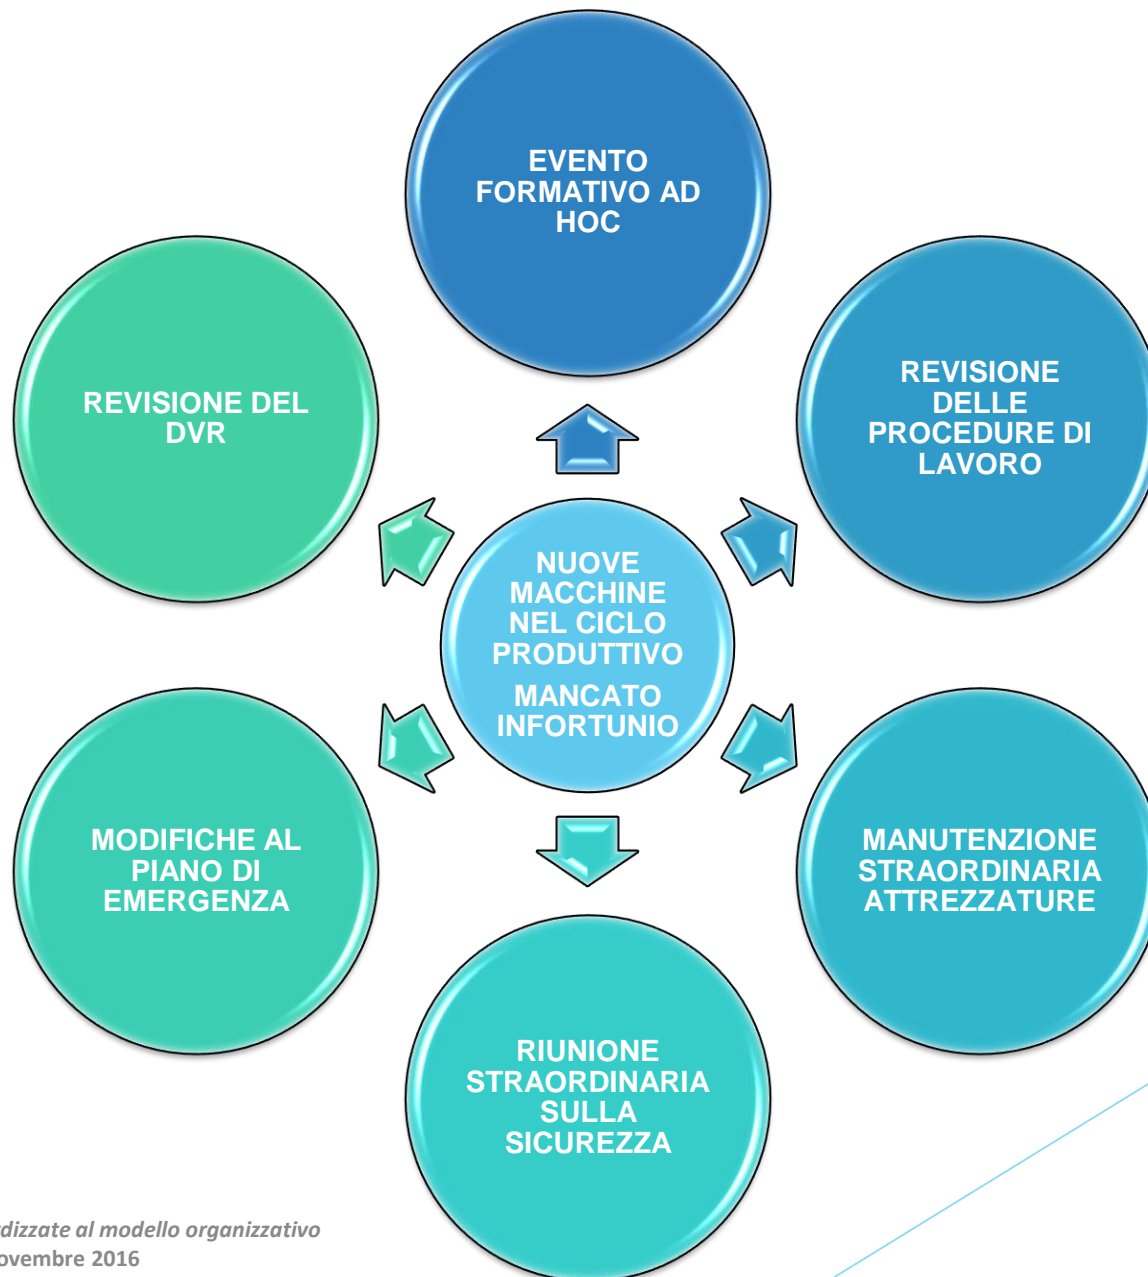 EVENTO
FORMATIVO AD
HOC
REVISIONE
DELLE
PROCEDURE DI
LAVORO
REVISIONE DEL
DVR
NUOVE
MACCHINE
NEL CICLO
PRODUTTIVO
MANCATO
INFORTUNIO
MODIFICHE AL
PIANO DI
EMERGENZA
MANUTENZIONE
STRAORDINARIA
ATTREZZATURE
RIUNIONE
STRAORDINARIA
SULLA
SICUREZZA
rdizzate al modello organizzativo
ovembre 2016